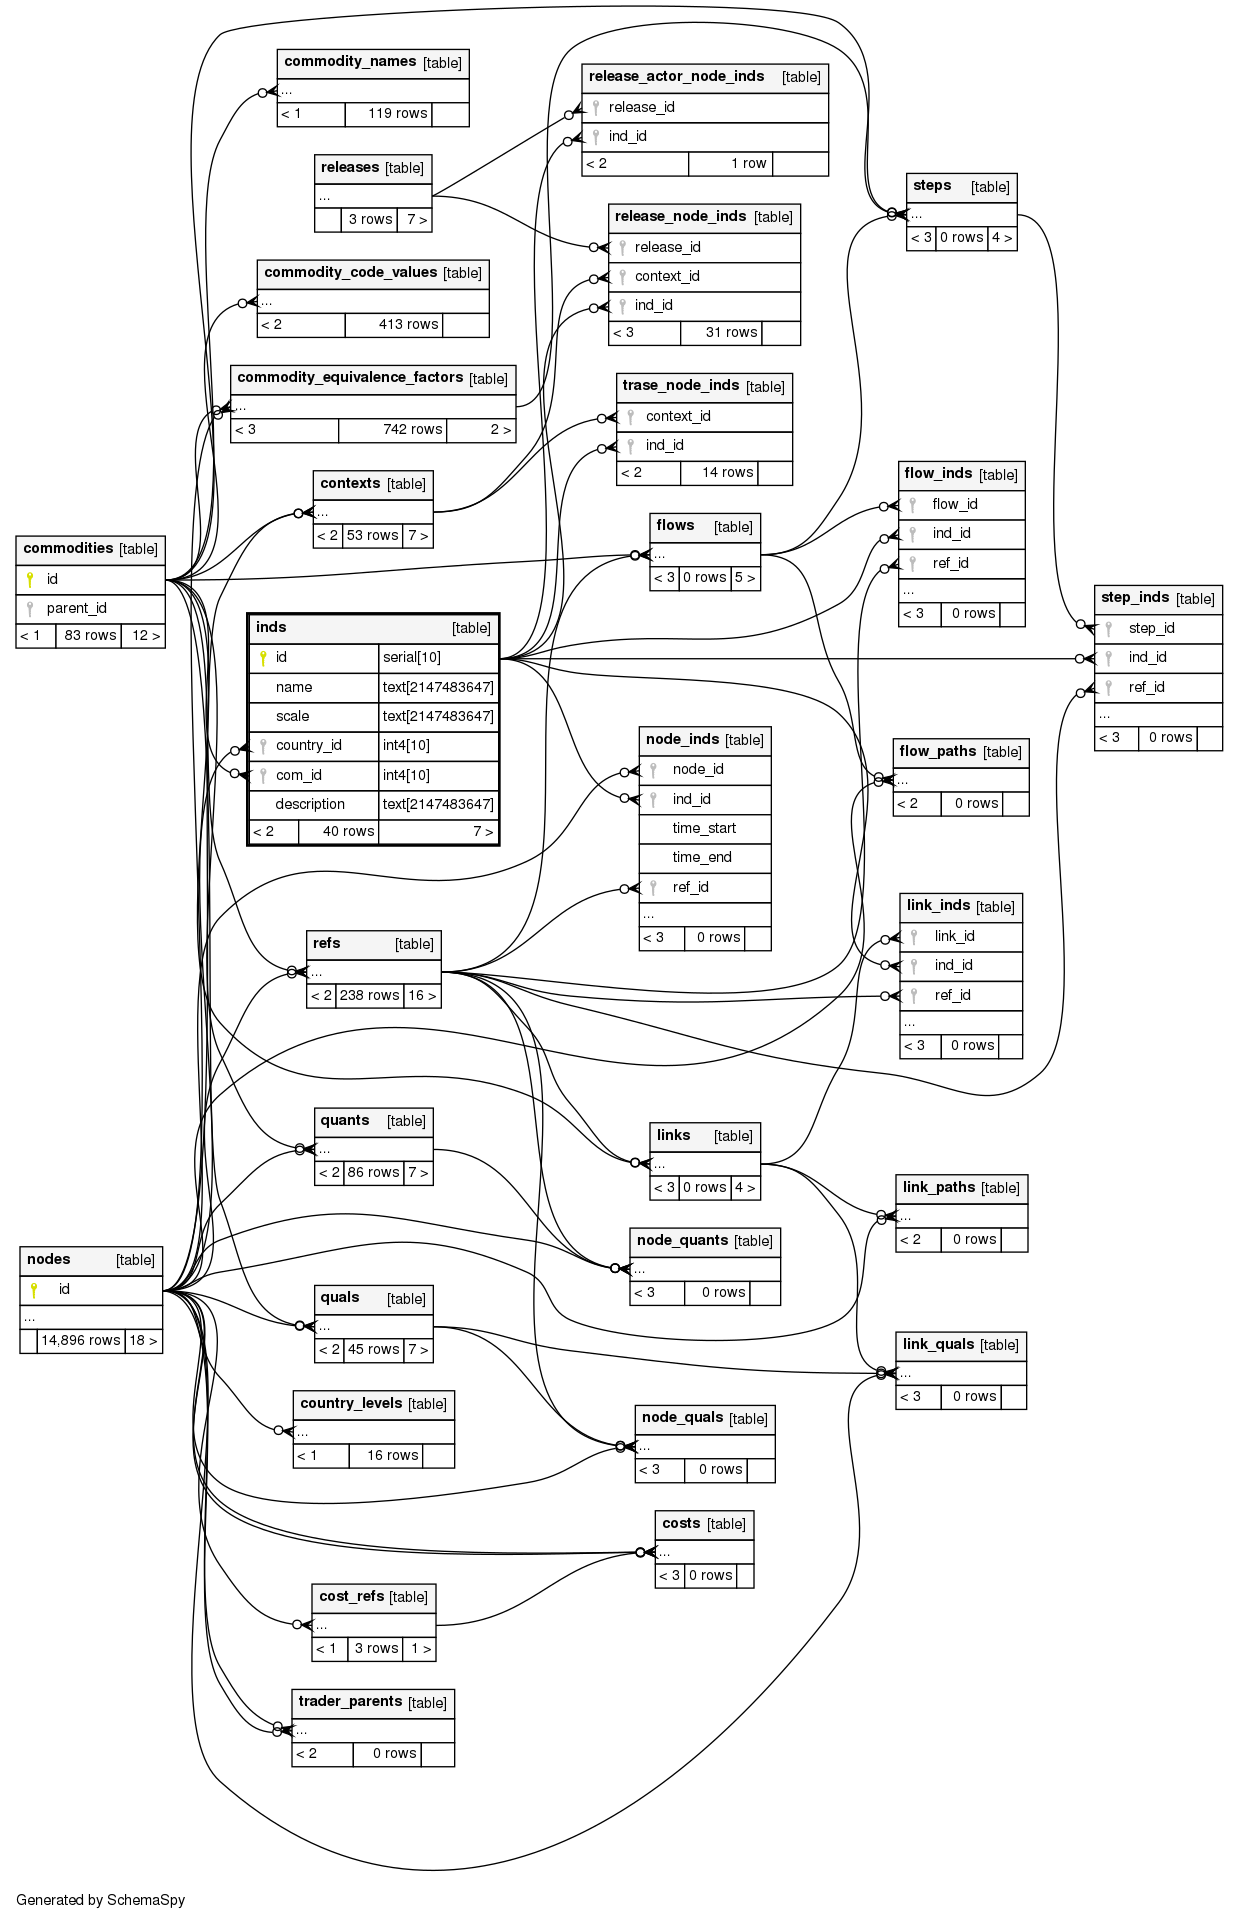 commodity_names [table]
...
< 1 119 rows
releases [table]
...
3 rows 7 >
commodity_code_values [table]
...
< 2 413 rows
commodity_equivalence_factors [table]
...
< 3 742 rows 2 >
contexts [table]
...
< 2 53 rows 7 >
commodities [table]
id
parent_id
< 1 83 rows 12 >
inds [table]
id serial[10]
name text[2147483647]
scale text[2147483647]
country_id int4[10]
com_id int4[10]
description text[2147483647]
< 2 40 rows 7 >
refs [table]
...
< 2 238 rows 16 >
quants [table]
...
< 2 86 rows 7 >
nodes [table]
id
...
14,896 rows 18 >
quals [table]
...
< 2 45 rows 7 >
country_levels [table]
...
< 1 16 rows
cost_refs [table]
...
< 1 3 rows 1 >
trader_parents [table]
...
< 2 0 rows
release_actor_node_inds [table]
release_id
ind_id
< 2 1 row
release_node_inds [table]
release_id
context_id
ind_id
< 3 31 rows
trase_node_inds [table]
context_id
ind_id
< 2 14 rows
flows [table]
...
< 3 0 rows 5 >
node_inds [table]
node_id
ind_id
time_start
time_end
ref_id
...
< 3 0 rows
links [table]
...
< 3 0 rows 4 >
node_quants [table]
...
< 3 0 rows
node_quals [table]
...
< 3 0 rows
costs [table]
...
< 3 0 rows
steps [table]
...
< 3 0 rows 4 >
flow_inds [table]
flow_id
ind_id
ref_id
...
< 3 0 rows
step_inds [table]
step_id
ind_id
ref_id
...
< 3 0 rows
flow_paths [table]
...
< 2 0 rows
link_inds [table]
link_id
ind_id
ref_id
...
< 3 0 rows
link_paths [table]
...
< 2 0 rows
link_quals [table]
...
< 3 0 rows
Generated by SchemaSpy